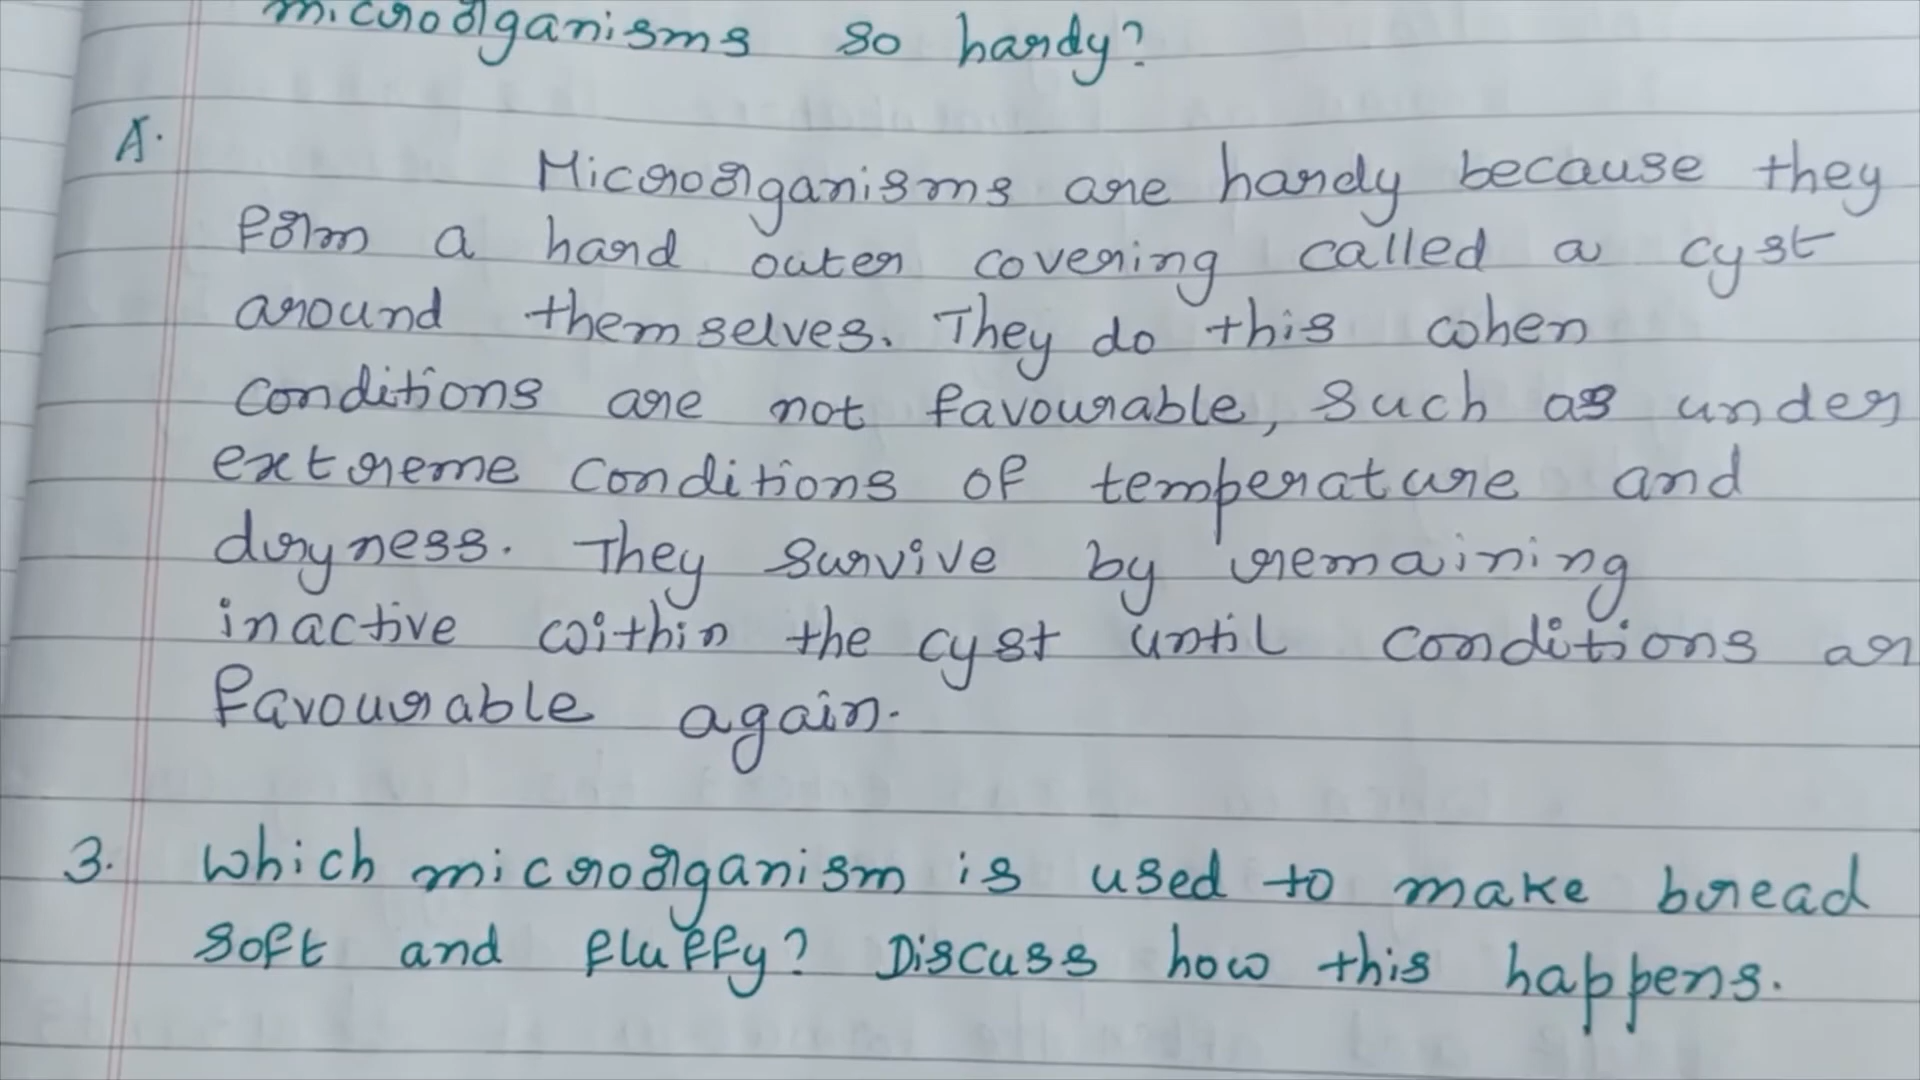 microorganisms so hardy?
A.
Microorganisms are hardy because they
form a hard outer covering called a cyst
around themselves. They do this when
conditions are not favourable, such as under
extreme conditions of temperature and
dryness. They survive by remaining
inactive within the cyst until conditions ar
favourable again.
3. Which microorganism is used to make bread
soft and fluffy? Discuss how this happens.